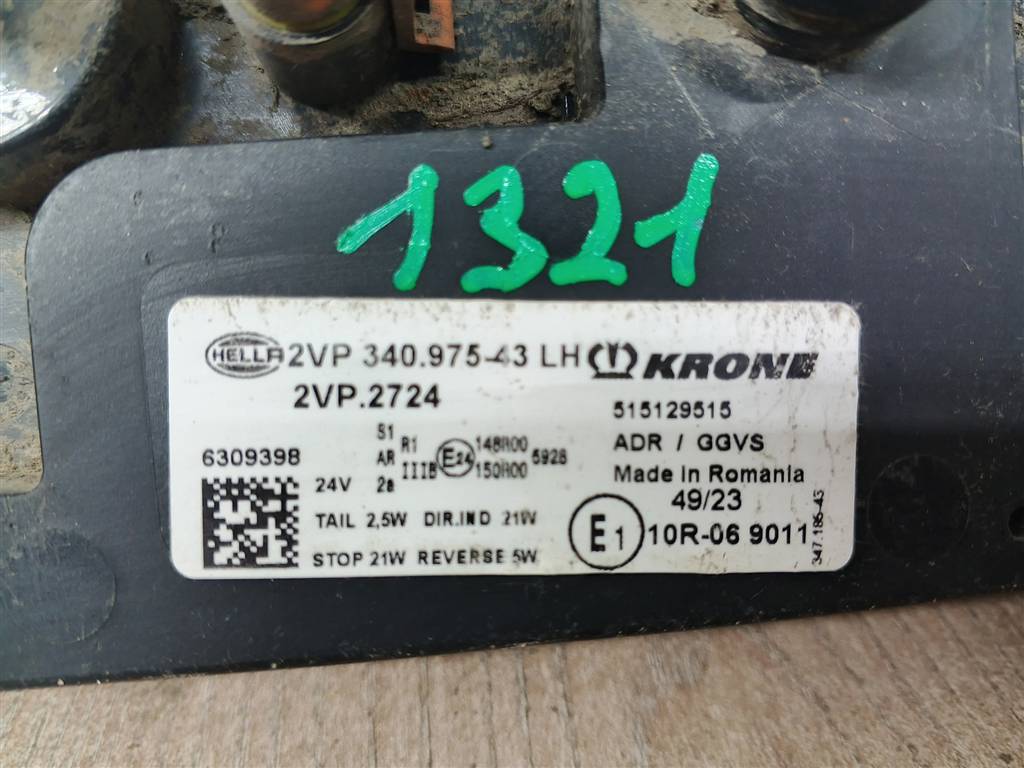 1321
HELLA 2VP 340.975-43 LH KRONE
2VP.2724
515129515
6309398
24V
S1
AR
2a
R1
IIIB
E24
148R00
150R00
5928
ADR / GGVS
Made in Romania
49/23
TAIL 2,5W DIR.IND 21W
STOP 21W REVERSE 5W
E1
10R-06 9011
347.185-43